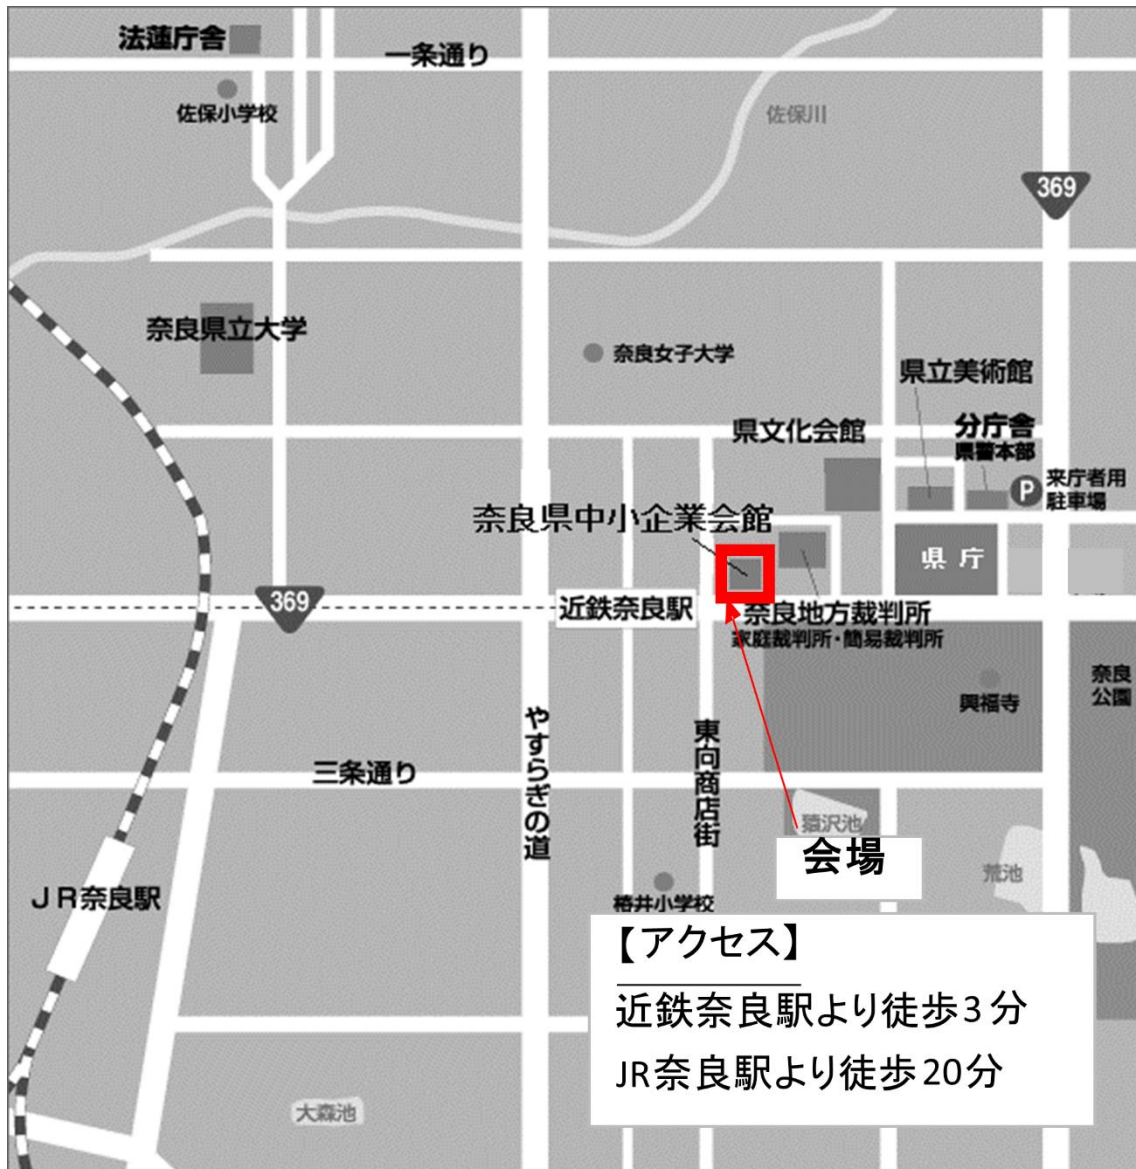 法蓮庁舎
一条通り
佐保小学校
佐保川
369
奈良県立大学
奈良女子大学
県立美術館
県文化会館
分庁舎
県警本部
P
来庁者用
駐車場
奈良県中小企業会館
県庁
369
近鉄奈良駅
奈良地方裁判所
家庭裁判所・簡易裁判所
興福寺
奈良
公園
やすらぎの道
東向商店街
三条通り
猿沢池
会場
荒池
JR奈良駅
椿井小学校
【アクセス】
近鉄奈良駅より徒歩3分
JR奈良駅より徒歩20分
大森池